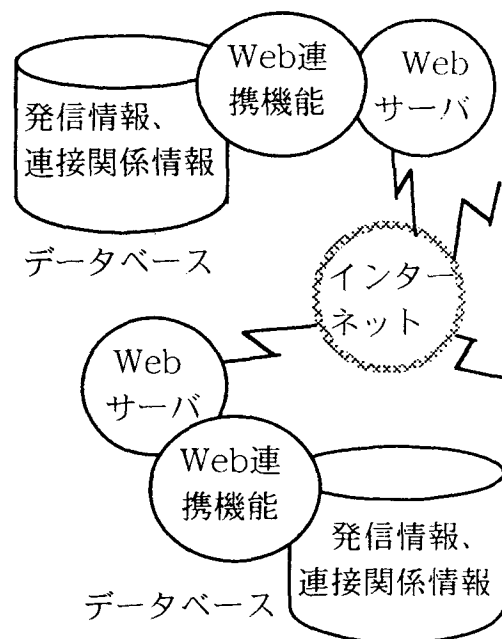 Web連
携機能
Web
サーバ
発信情報、
連接関係情報
データベース
インター
ネット
Web
サーバ
Web連
携機能
発信情報、
連接関係情報
データベース